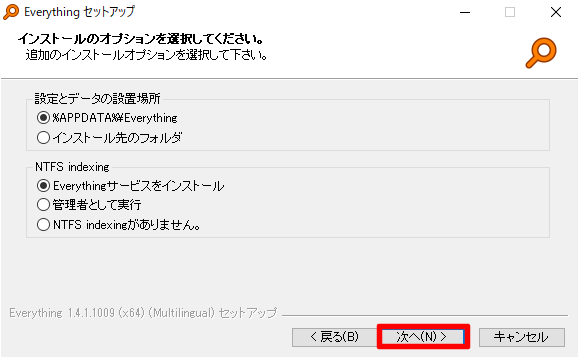 Everything セットアップ
インストールのオプションを選択してください。
追加のインストールオプションを選択して下さい。
設定とデータの設置場所
%APPDATA%¥Everything
インストール先のフォルダ
NTFS indexing
Everythingサービスをインストール
管理者として実行
NTFS indexingがありません。
Everything 1.4.1.1009 (x64) (Multilingual) セットアップ
< 戻る(B)
次へ(N) >
キャンセル